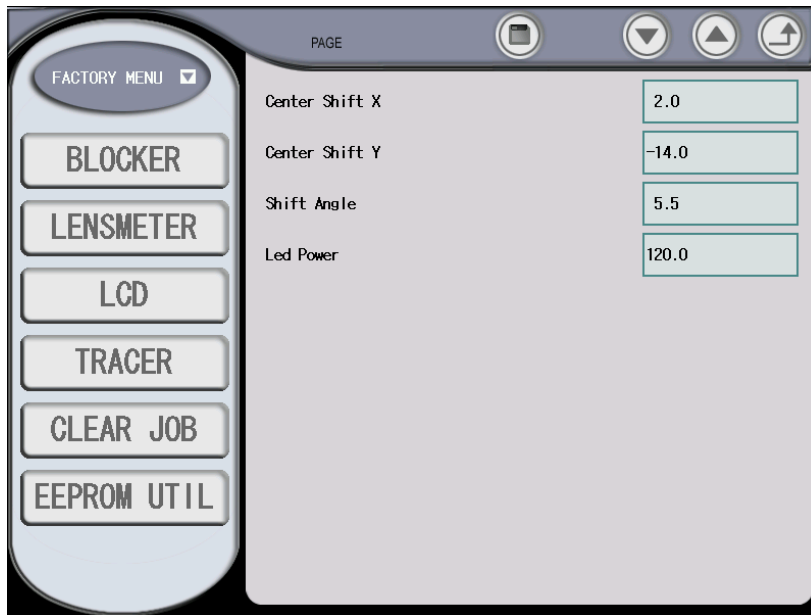 PAGE
FACTORY MENU
BLOCKER
LENSMETER
LCD
TRACER
CLEAR JOB
EEPROM UTIL
Center Shift X 2.0
Center Shift Y -14.0
Shift Angle 5.5
Led Power 120.0